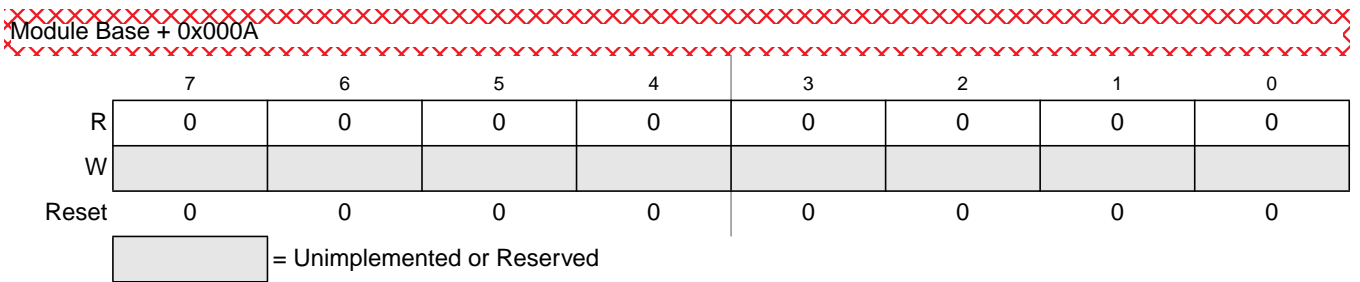 Module Base + 0x000A
7 6 5 4 3 2 1 0
R 0 0 0 0 0 0 0 0
W
Reset 0 0 0 0 0 0 0 0
= Unimplemented or Reserved